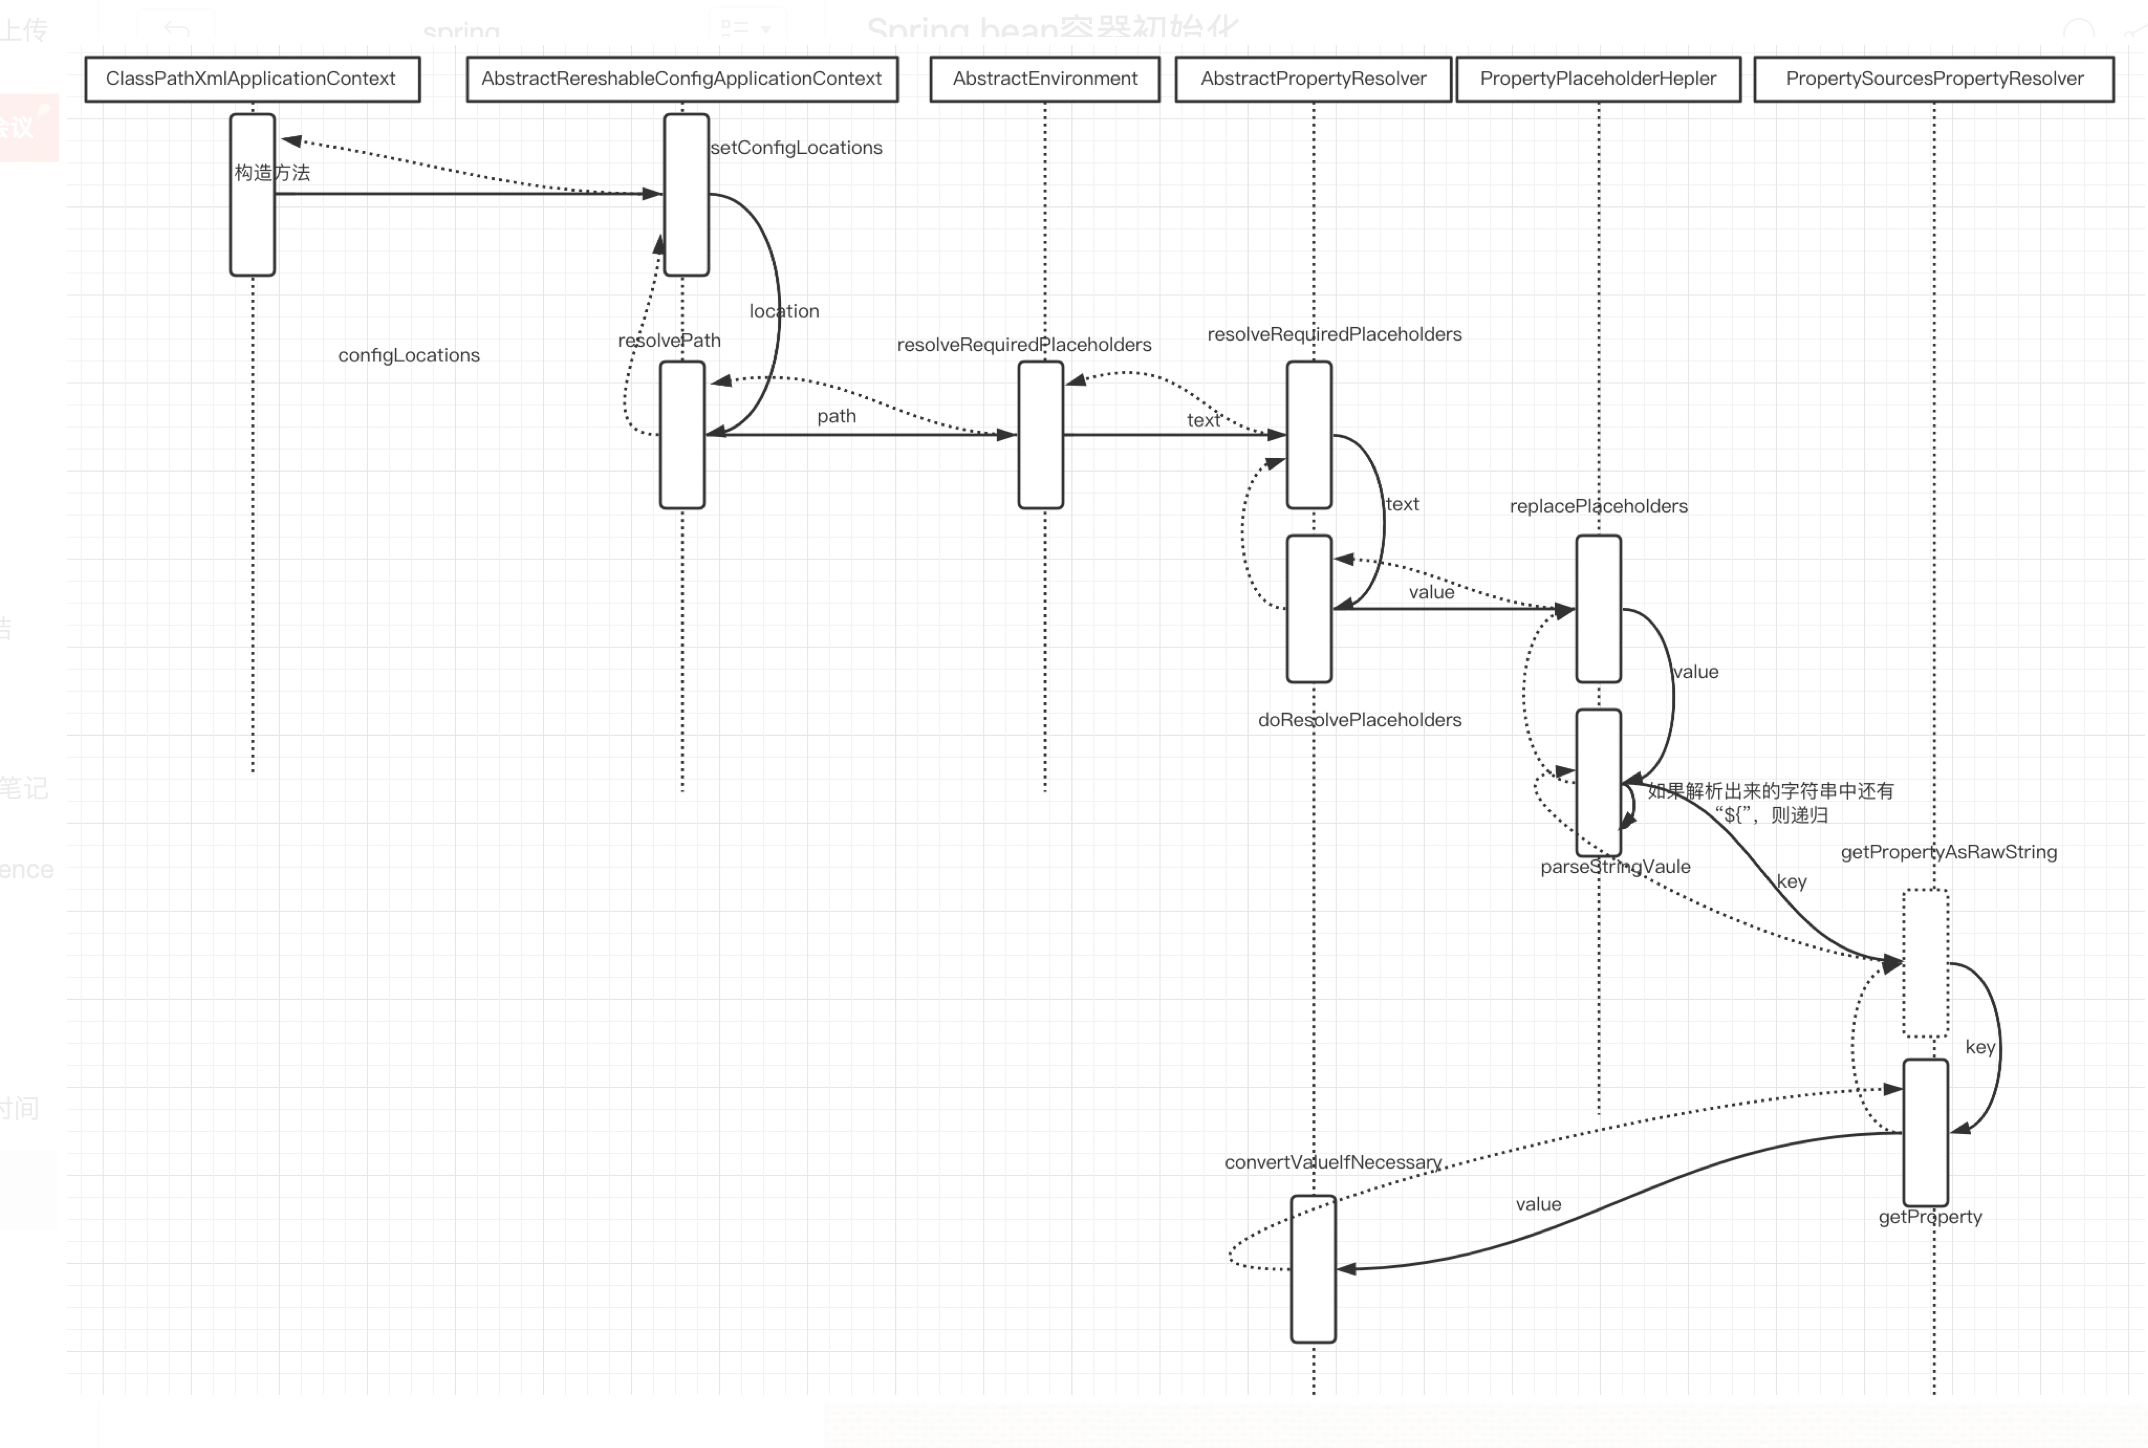 上传
spring
Spring bean容器初始化
ClassPathXmlApplicationContext
AbstractRereshableConfigApplicationContext
AbstractEnvironment
AbstractPropertyResolver
PropertyPlaceholderHepler
PropertySourcesPropertyResolver
会议
setConfigLocations
构造方法
location
resolvePath
configLocations
resolveRequiredPlaceholders
resolveRequiredPlaceholders
path
text
text
replacePlaceholders
value
结
value
doResolvePlaceholders
笔记
如果解析出来的字符串中还有
“${”，则递归
getPropertyAsRawString
ence
parseStringVaule
key
key
时间
convertValueIfNecessary
value
getProperty